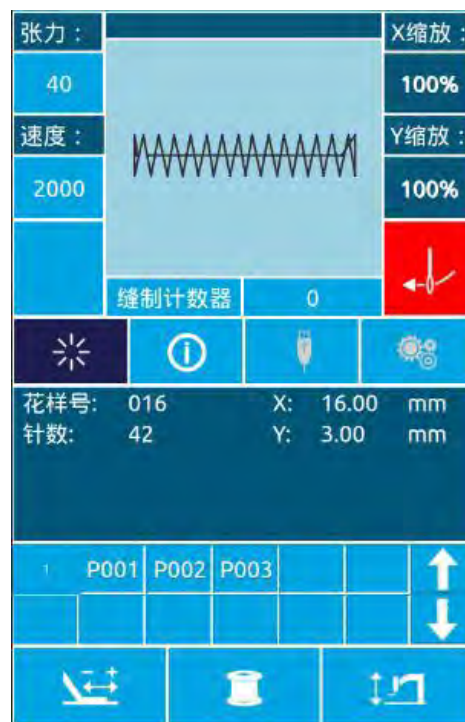 张力： X缩放：
40 100%
速度： Y缩放：
2000 100%
缝制计数器 0
花样号: 016 X: 16.00 mm
针数: 42 Y: 3.00 mm
1 P001 P002 P003